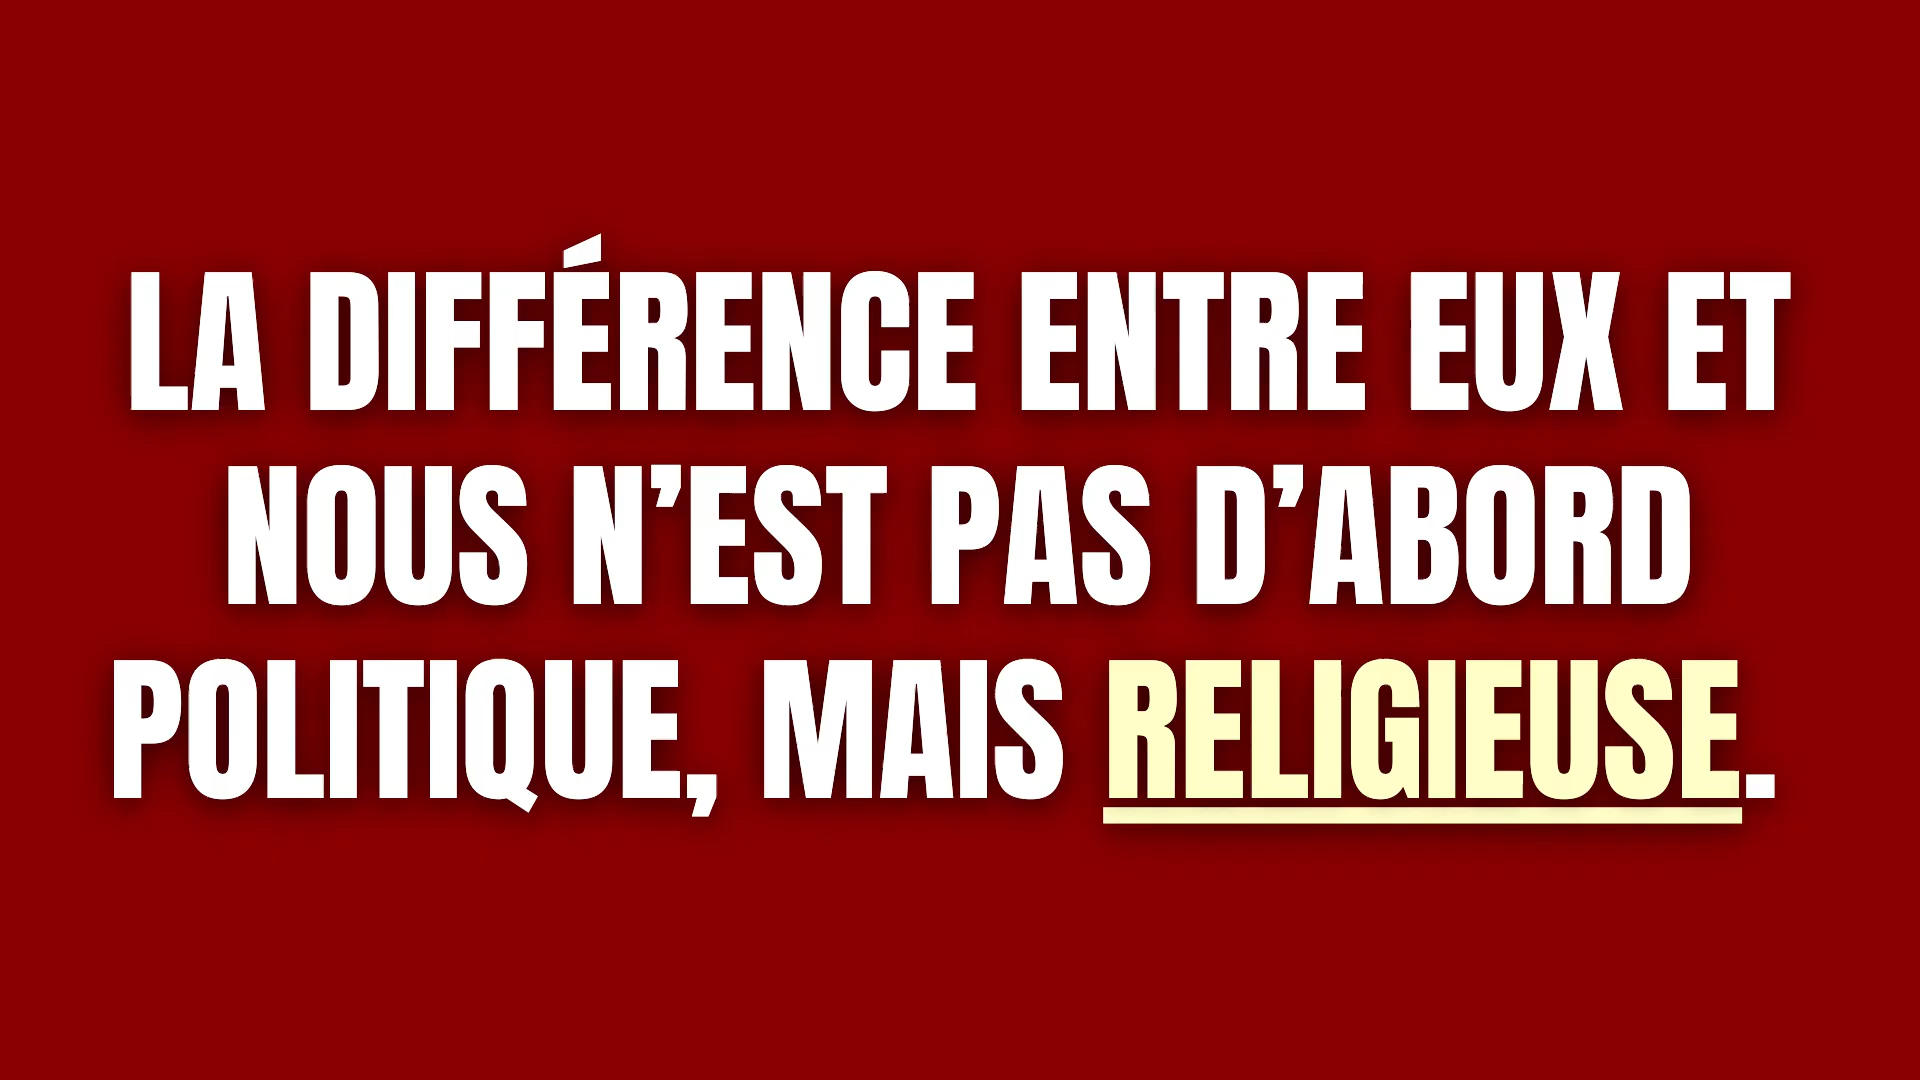 LA DIFFÉRENCE ENTRE EUX ET
NOUS N’EST PAS D’ABORD
POLITIQUE, MAIS RELIGIEUSE.